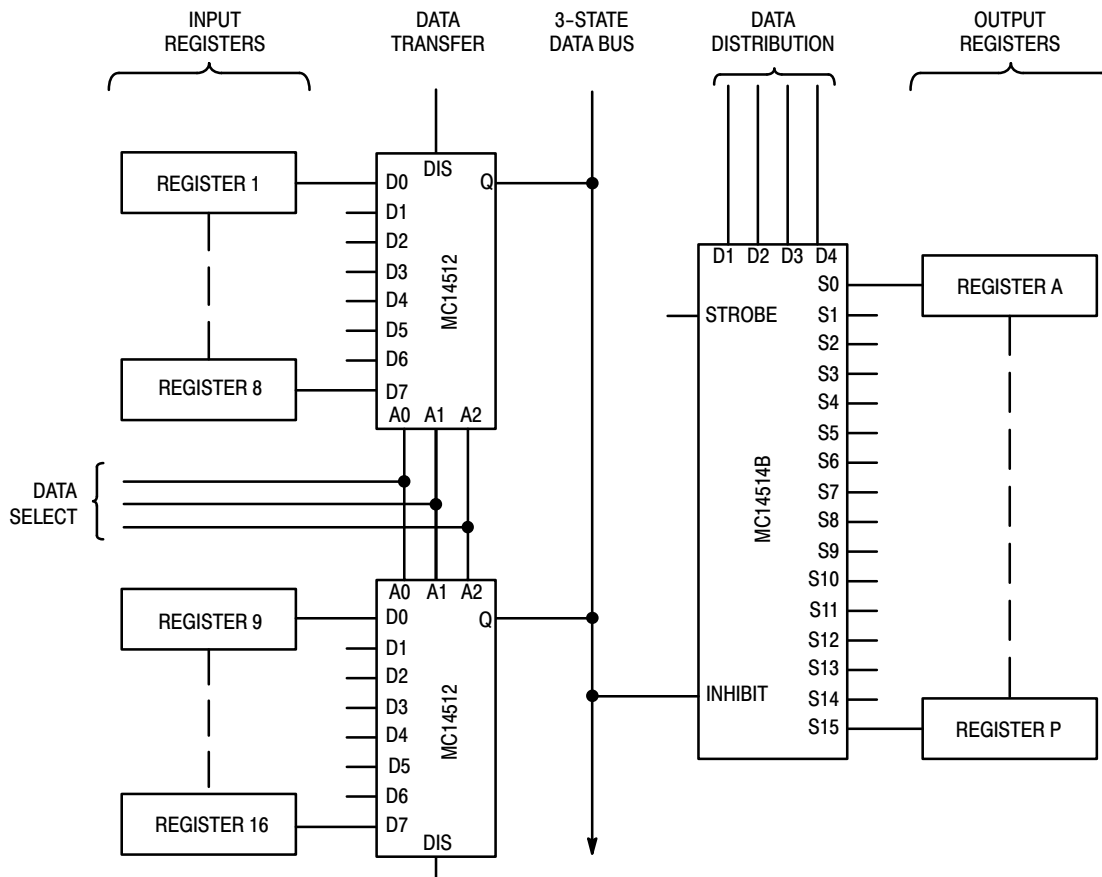 INPUT
REGISTERS
DATA
TRANSFER
3-STATE
DATA BUS
DATA
DISTRIBUTION
OUTPUT
REGISTERS
REGISTER 1
REGISTER 8
DIS
D0
Q
D1
D2
D3
D4
D5
D6
D7
A0 A1 A2
MC14512
DATA
SELECT
REGISTER 9
REGISTER 16
A0 A1 A2
D0
Q
D1
D2
D3
D4
D5
D6
D7
DIS
MC14512
D1 D2 D3 D4
STROBE
INHIBIT
MC14514B
S0
S1
S2
S3
S4
S5
S6
S7
S8
S9
S10
S11
S12
S13
S14
S15
REGISTER A
REGISTER P